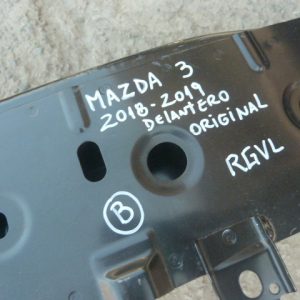 MAZDA 3
2018-2019
DELANTERO
ORIGINAL
RGVL
B